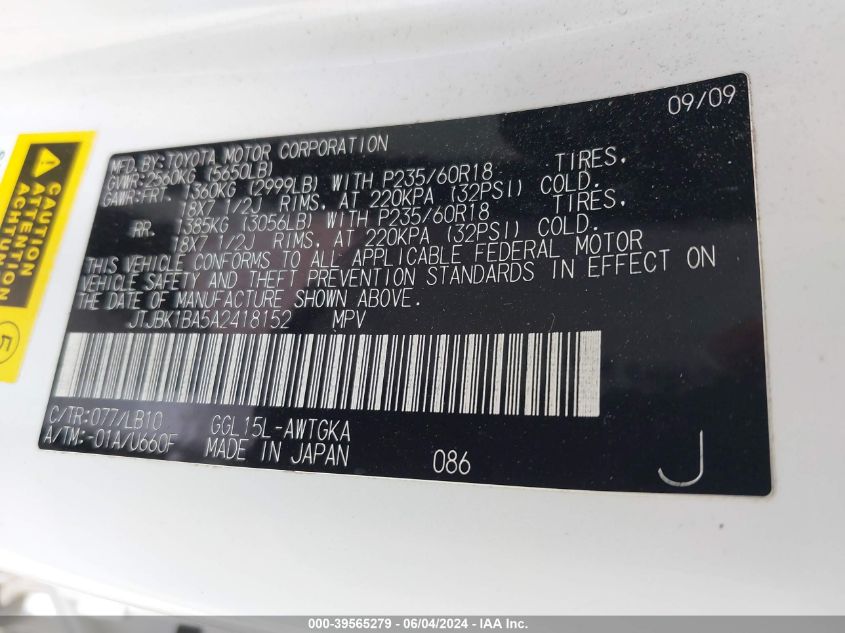 09/09
MFD.BY:TOYOTA MOTOR CORPORATION
GVWR:2560KG (5650LB)
GAWR:FRT. 1360KG (2999LB) WITH P235/60R18 TIRES,
18X7 1/2J RIMS, AT 220KPA (32PSI) COLD.
RR. 1385KG (3056LB) WITH P235/60R18 TIRES,
18X7 1/2J RIMS, AT 220KPA (32PSI) COLD.
THIS VEHICLE CONFORMS TO ALL APPLICABLE FEDERAL MOTOR
VEHICLE SAFETY AND THEFT PREVENTION STANDARDS IN EFFECT ON
THE DATE OF MANUFACTURE SHOWN ABOVE.
JTJBK1BA5A2418152 MPV
C/TR:077/LB10 GGL15L-AWTGKA
A/TM:-01A/U660F MADE IN JAPAN 086 J
CAUTION
ATTENTION
ACHTUNG
5
000-39565279 - 06/04/2024 - IAA Inc.